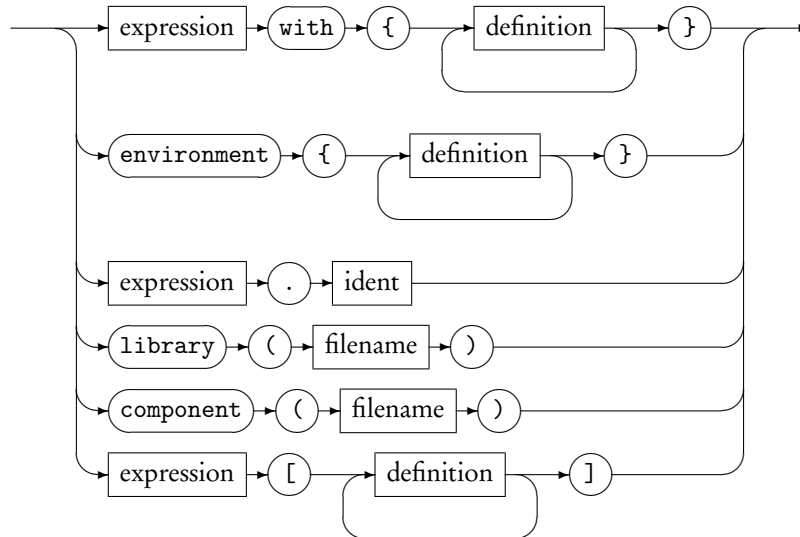 expression with { definition }
environment { definition }
expression . ident
library ( filename )
component ( filename )
expression [ definition ]